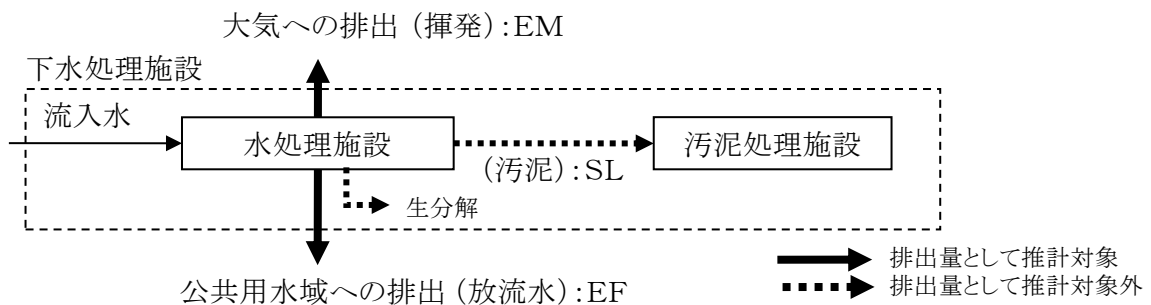 大気への排出（揮発）：EM
下水処理施設
流入水
水処理施設
汚泥処理施設
（汚泥）：SL
生分解
公共用水域への排出（放流水）：EF
排出量として推計対象
排出量として推計対象外